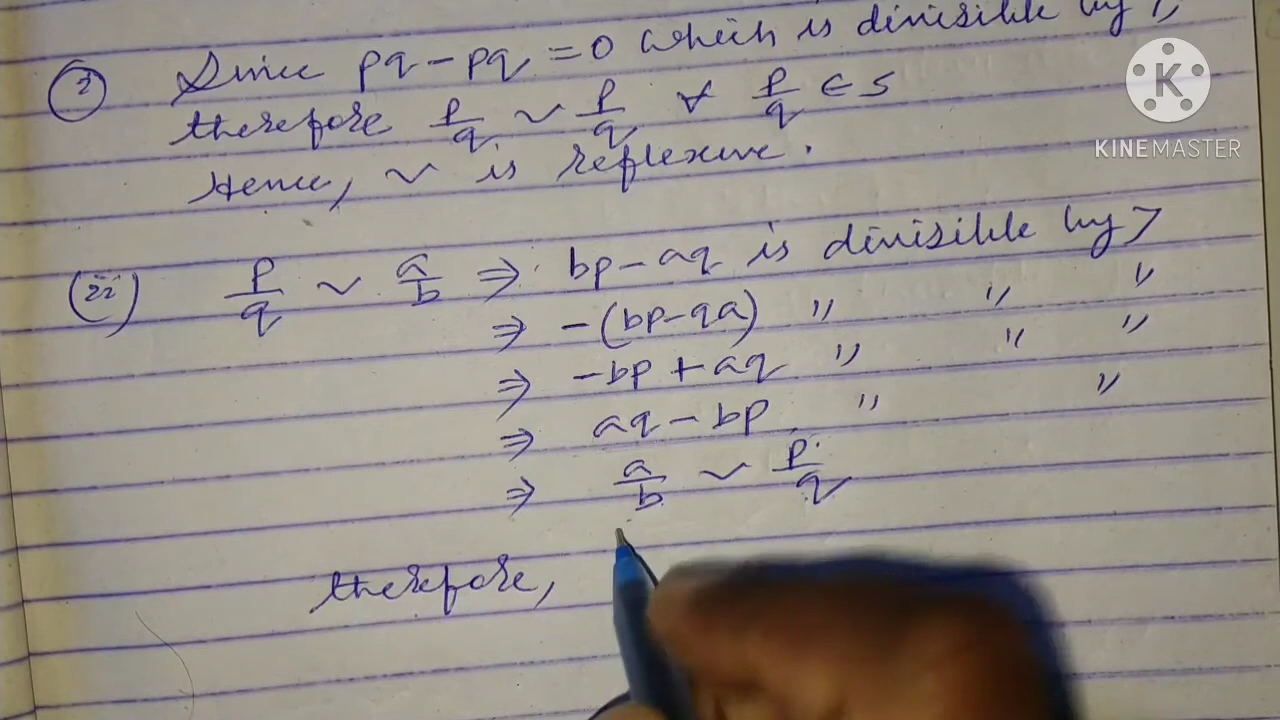 (i) Since pq - pq = 0 which is divisible by 7,
therefore p/q ~ p/q ∀ p/q ∈ S
Hence, ~ is reflexive.
(ii) p/q ~ a/b ⇒ bp - aq is divisible by 7
⇒ -(bp - qa) " " "
⇒ -bp + aq " " "
⇒ aq - bp " "
⇒ a/b ~ p/q
therefore,
K
KINEMASTER